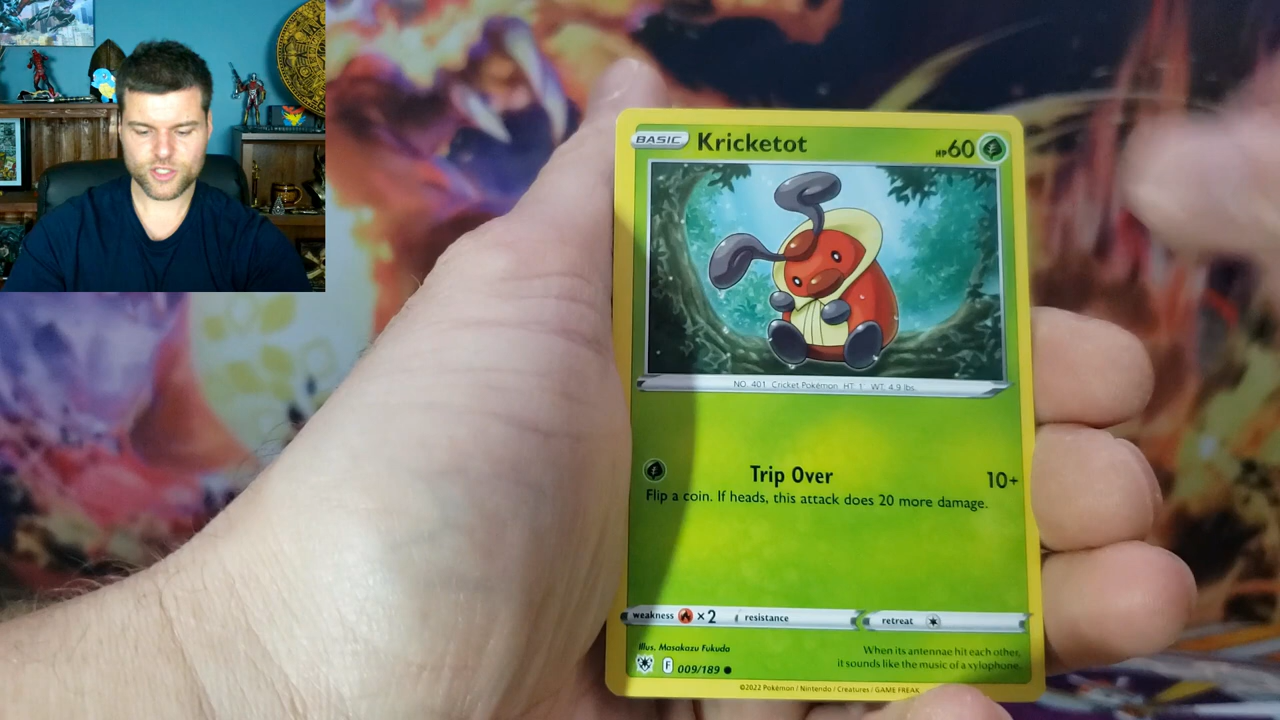 BASIC Kricketot HP60
NO. 401 Cricket Pokémon HT: 1' WT: 4.9 lbs.
Trip Over 10+
Flip a coin. If heads, this attack does 20 more damage.
weakness ×2 resistance retreat
Illus. Masakazu Fukuda
F 009/189
When its antennae hit each other,
it sounds like the music of a xylophone.
©2022 Pokémon / Nintendo / Creatures / GAME FREAK